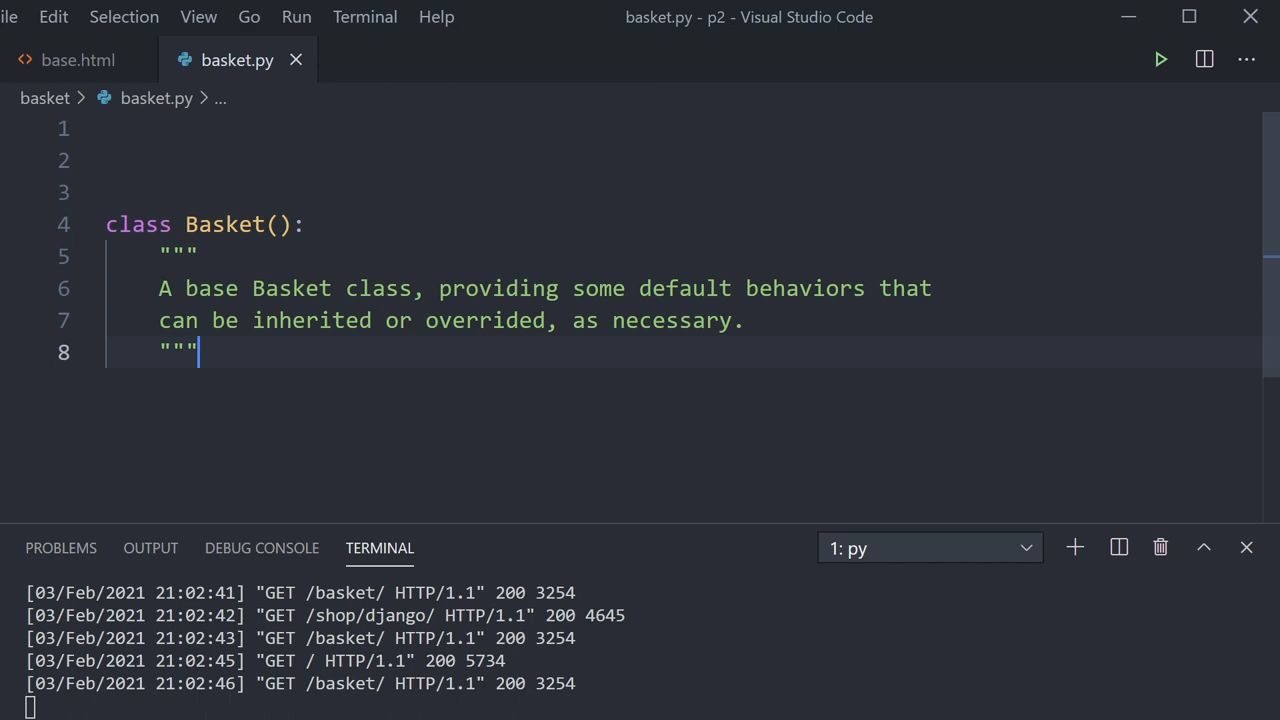 ile Edit Selection View Go Run Terminal Help basket.py - p2 - Visual Studio Code
base.html basket.py
basket > basket.py > ...
1
2
3
4 class Basket():
5 """
6 A base Basket class, providing some default behaviors that
7 can be inherited or overrided, as necessary.
8 """
PROBLEMS OUTPUT DEBUG CONSOLE TERMINAL 1: py
[03/Feb/2021 21:02:41] "GET /basket/ HTTP/1.1" 200 3254
[03/Feb/2021 21:02:42] "GET /shop/django/ HTTP/1.1" 200 4645
[03/Feb/2021 21:02:43] "GET /basket/ HTTP/1.1" 200 3254
[03/Feb/2021 21:02:45] "GET / HTTP/1.1" 200 5734
[03/Feb/2021 21:02:46] "GET /basket/ HTTP/1.1" 200 3254